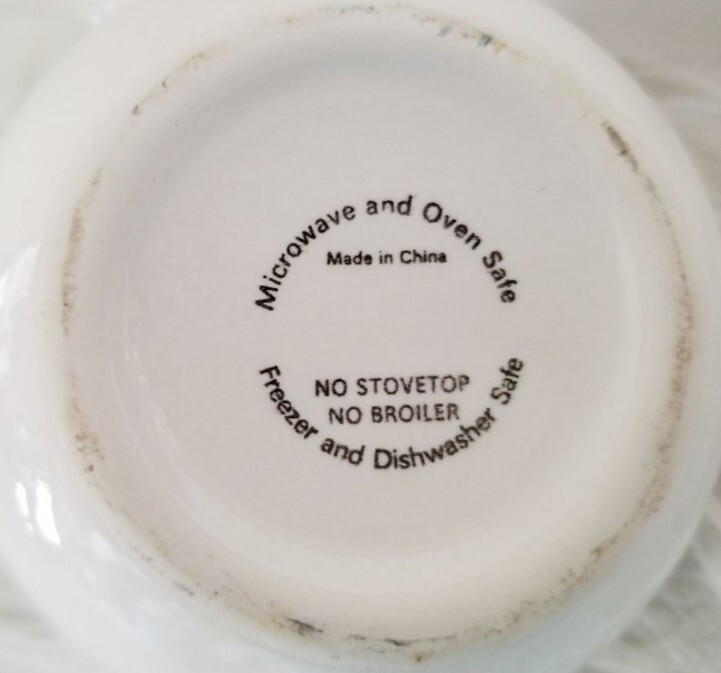 Microwave and Oven Safe
Made in China
NO STOVETOP
NO BROILER
Freezer and Dishwasher Safe